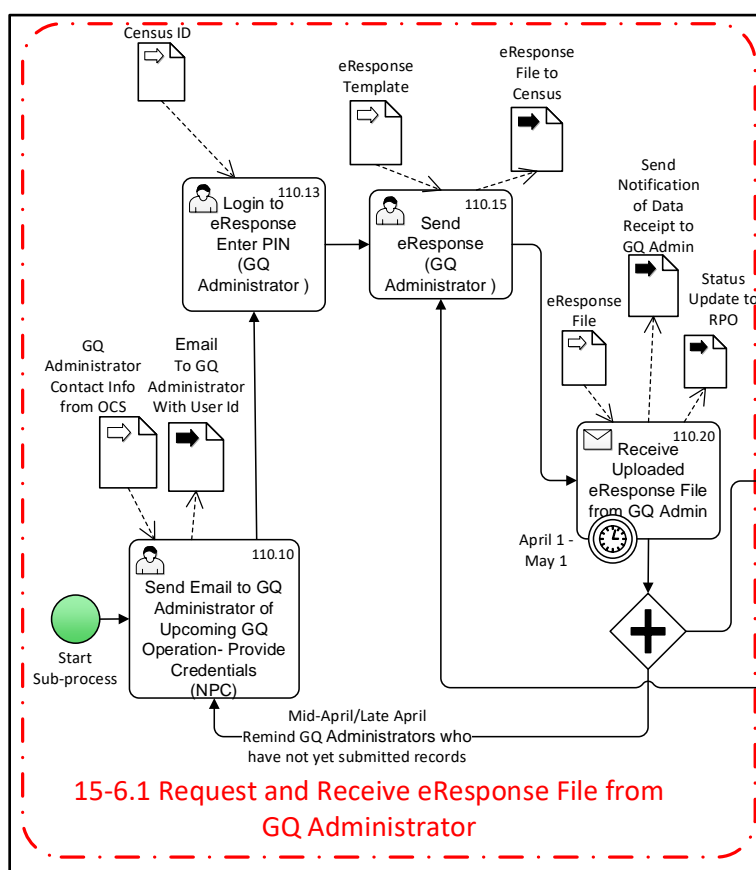 Census ID
eResponse
Template
eResponse
File to
Census
110.13
Login to
eResponse
Enter PIN
(GQ
Administrator )
110.15
Send
eResponse
(GQ
Administrator )
Send
Notification
of Data
Receipt to
GQ Admin
Status
Update to
RPO
eResponse
File
GQ
Administrator
Contact Info
from OCS
Email
To GQ
Administrator
With User Id
110.20
Receive
Uploaded
eResponse File
from GQ Admin
April 1 -
May 1
110.10
Send Email to GQ
Administrator of
Upcoming GQ
Operation- Provide
Credentials
(NPC)
Start
Sub-process
Mid-April/Late April
Remind GQ Administrators who
have not yet submitted records
15-6.1 Request and Receive eResponse File from
GQ Administrator